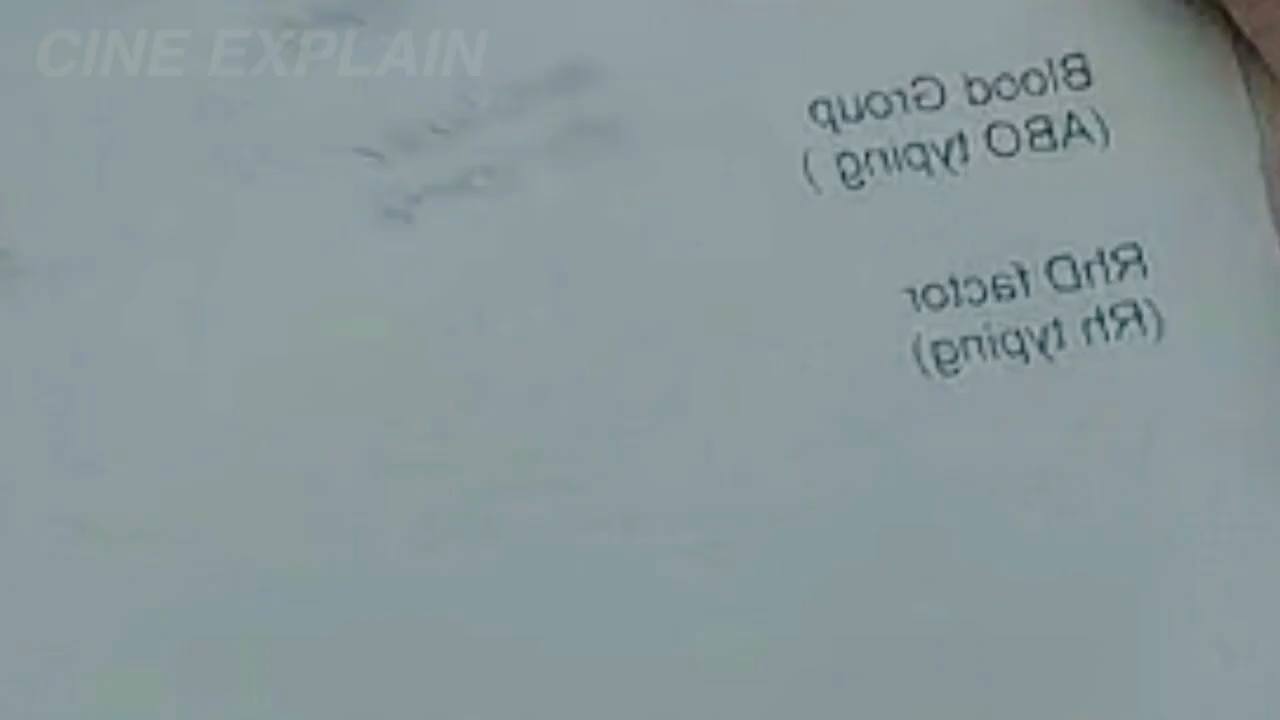 CINE EXPLAIN
Blood Group
(ABO typing )
RhD factor
(Rh typing)